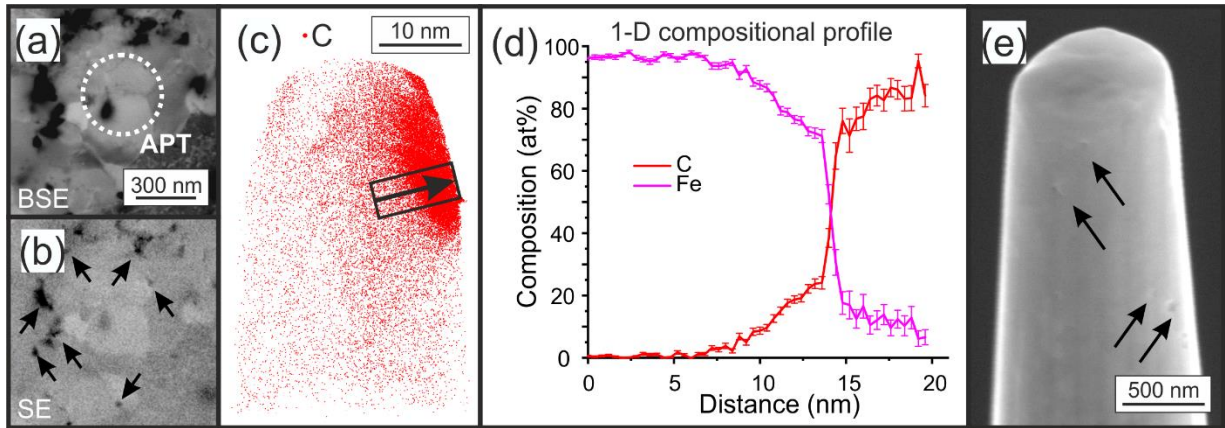 (a)
APT
300 nm
BSE
(b)
SE
(c)
C
10 nm
(d)
1-D compositional profile
Composition (at%)
100
80
60
40
20
0
C
Fe
0
5
10
15
20
Distance (nm)
(e)
500 nm